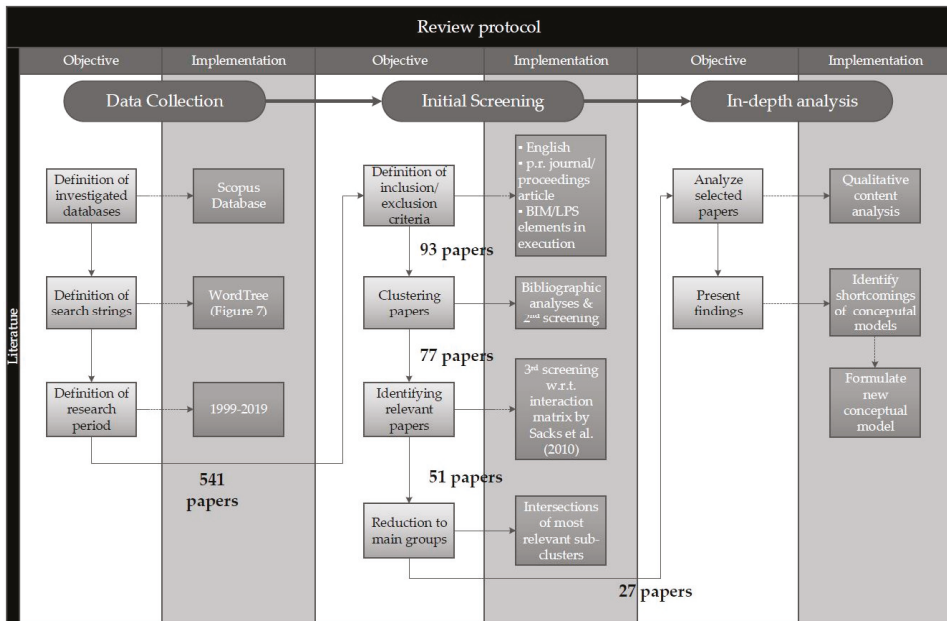 Review protocol
Objective
Implementation
Objective
Implementation
Objective
Implementation
Literatue
Data Collection
Initial Screening
In-depth analysis
Definition of
investigated
databases
Scopus
Database
Definition of
search strings
WordTree
(Figure 7)
Definition of
research
period
1999-2019
541
papers
Definition of
inclusion/
exclusion
criteria
• English
• p.r. journal/
proceedings
article
• BIM/LPS
elements in
execution
93 papers
Clustering
papers
Bibliographic
analyses &
2nd screening
77 papers
Identifying
relevant
papers
3rd screening
w.r.t.
interaction
matrix by
Sacks et al.
(2010)
51 papers
Reduction to
main groups
Intersections
of most
relevant sub-
clusters
27 papers
Analyze
selected
papers
Qualitative
content
analysis
Present
findings
Identify
shortcomings
of conceputal
models
Formulate
new
conceptual
model